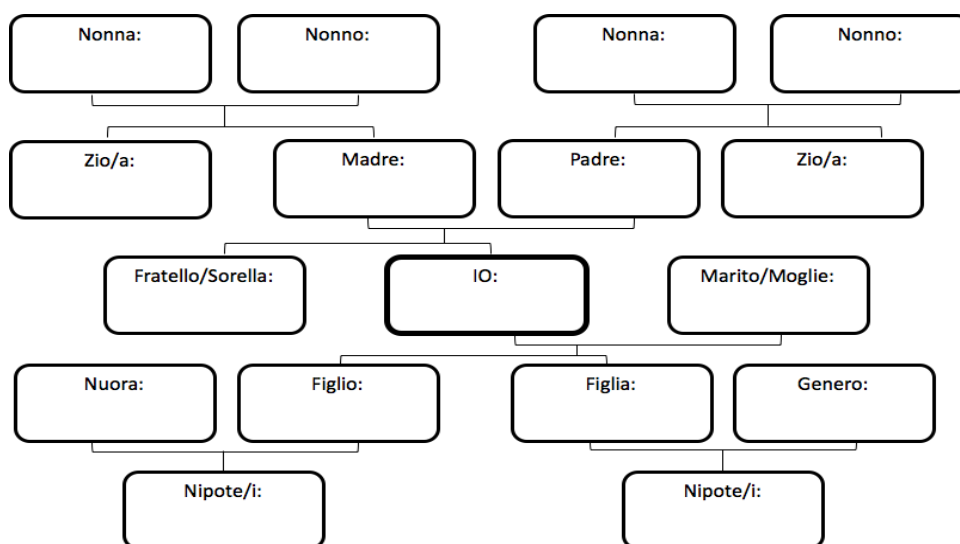 Nonna:
Nonno:
Nonna:
Nonno:
Zio/a:
Madre:
Padre:
Zio/a:
Fratello/Sorella:
IO:
Marito/Moglie:
Nuora:
Figlio:
Figlia:
Genero:
Nipote/i:
Nipote/i: